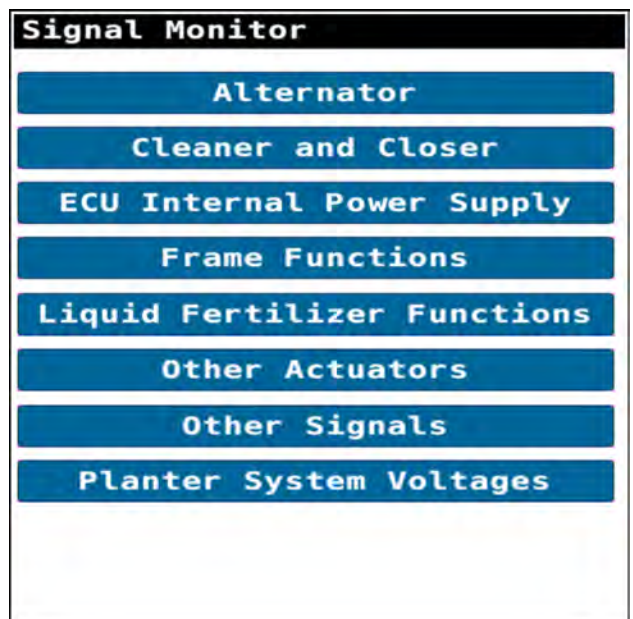 Signal Monitor
Alternator
Cleaner and Closer
ECU Internal Power Supply
Frame Functions
Liquid Fertilizer Functions
Other Actuators
Other Signals
Planter System Voltages